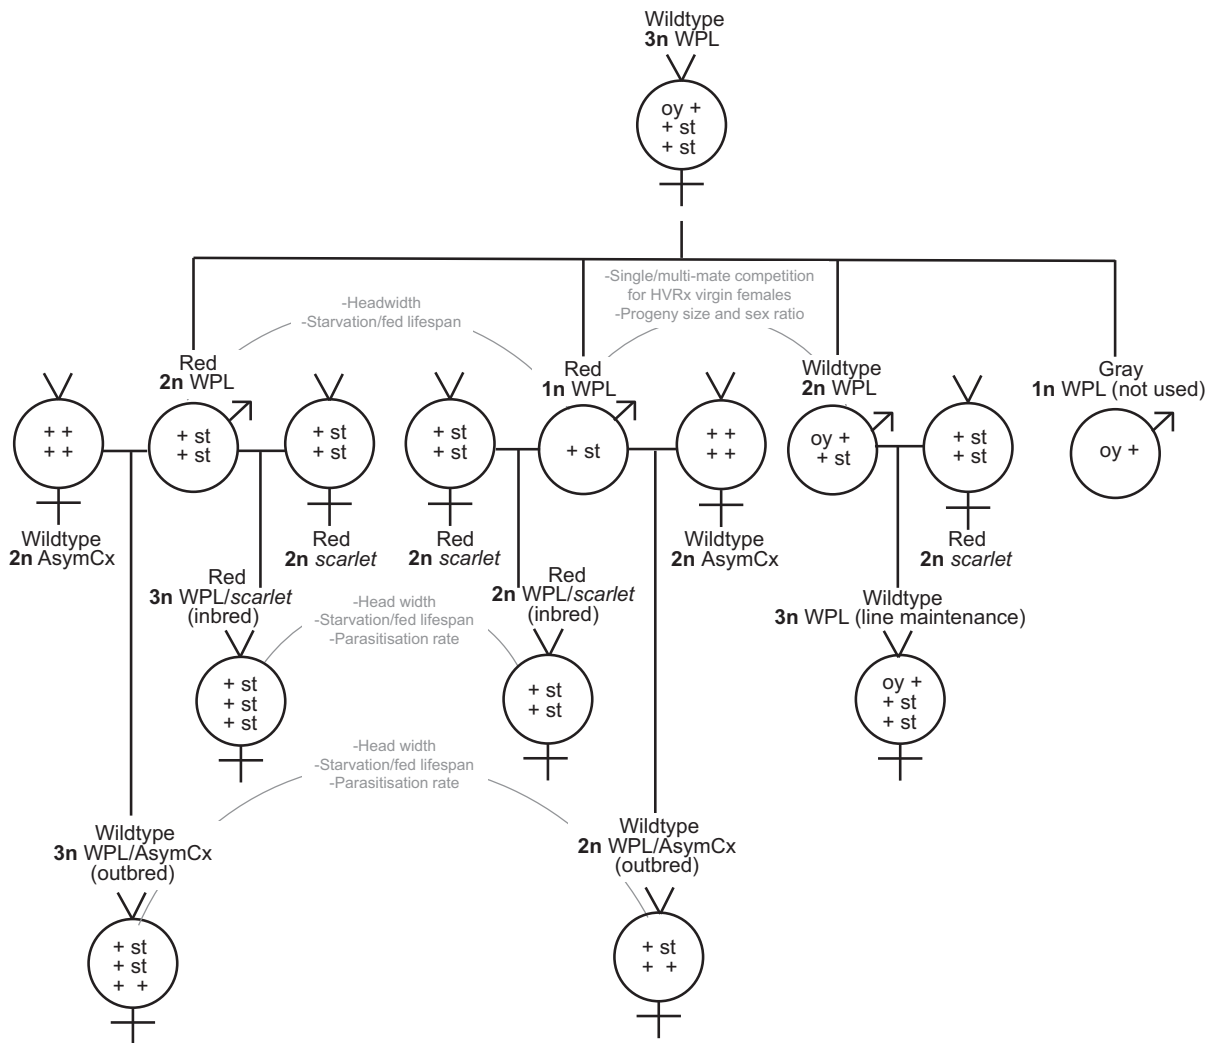 Wildtype
3n WPL
oy +
+ st
+ st
-Headwidth
-Starvation/fed lifespan
-Single/multi-mate competition
for HVRx virgin females
-Progeny size and sex ratio
Red
2n WPL
Red
1n WPL
Wildtype
2n WPL
Gray
1n WPL (not used)
+ +
+ +
+ st
+ st
+ st
+ st
+ st
+ st
+ st
+ +
+ +
oy +
+ st
+ st
+ st
oy +
Wildtype
2n AsymCx
Red
2n scarlet
Red
2n scarlet
Wildtype
2n AsymCx
Red
2n scarlet
Red
3n WPL/scarlet
(inbred)
-Head width
-Starvation/fed lifespan
-Parasitisation rate
Red
2n WPL/scarlet
(inbred)
Wildtype
3n WPL (line maintenance)
+ st
+ st
+ st
+ st
+ st
oy +
+ st
+ st
-Head width
-Starvation/fed lifespan
-Parasitisation rate
Wildtype
3n WPL/AsymCx
(outbred)
Wildtype
2n WPL/AsymCx
(outbred)
+ st
+ st
+ +
+ st
+ +